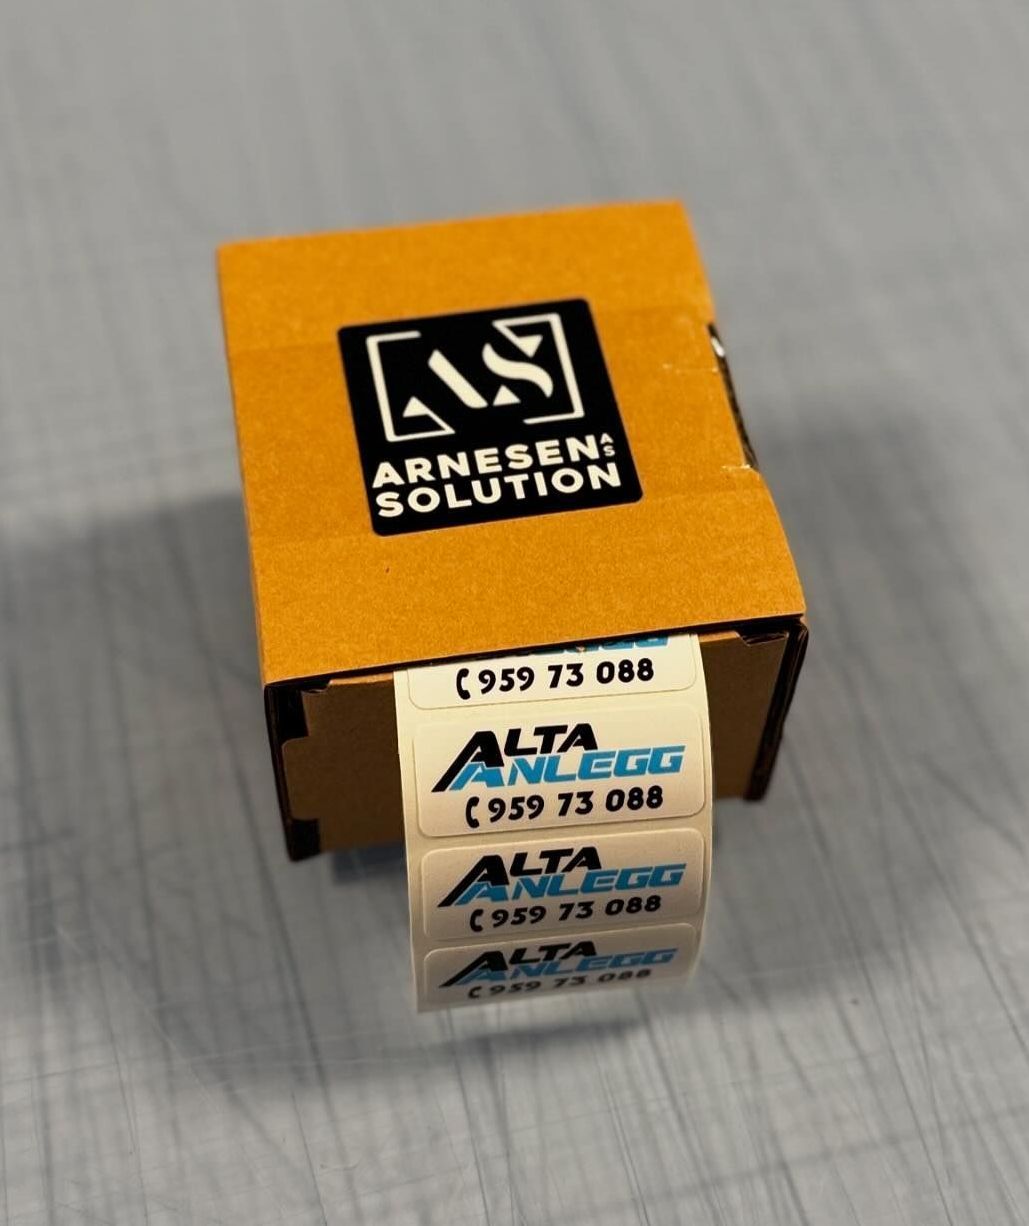 AS
ARNESEN AS
SOLUTION
959 73 088
ALTA
ANLEGG
959 73 088
ALTA
ANLEGG
959 73 088
ALTA
ANLEGG
959 73 088